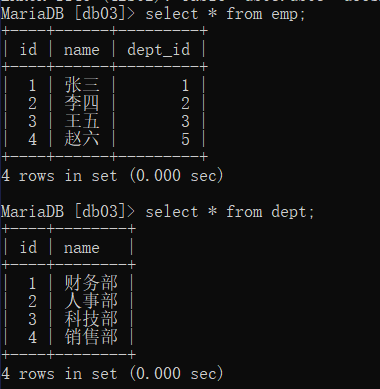 MariaDB [db03]> select * from emp;
+----+------+---------+
| id | name | dept_id |
+----+------+---------+
|  1 | 张三 |       1 |
|  2 | 李四 |       2 |
|  3 | 王五 |       3 |
|  4 | 赵六 |       5 |
+----+------+---------+
4 rows in set (0.000 sec)
MariaDB [db03]> select * from dept;
+----+--------+
| id | name   |
+----+--------+
|  1 | 财务部 |
|  2 | 人事部 |
|  3 | 科技部 |
|  4 | 销售部 |
+----+--------+
4 rows in set (0.000 sec)